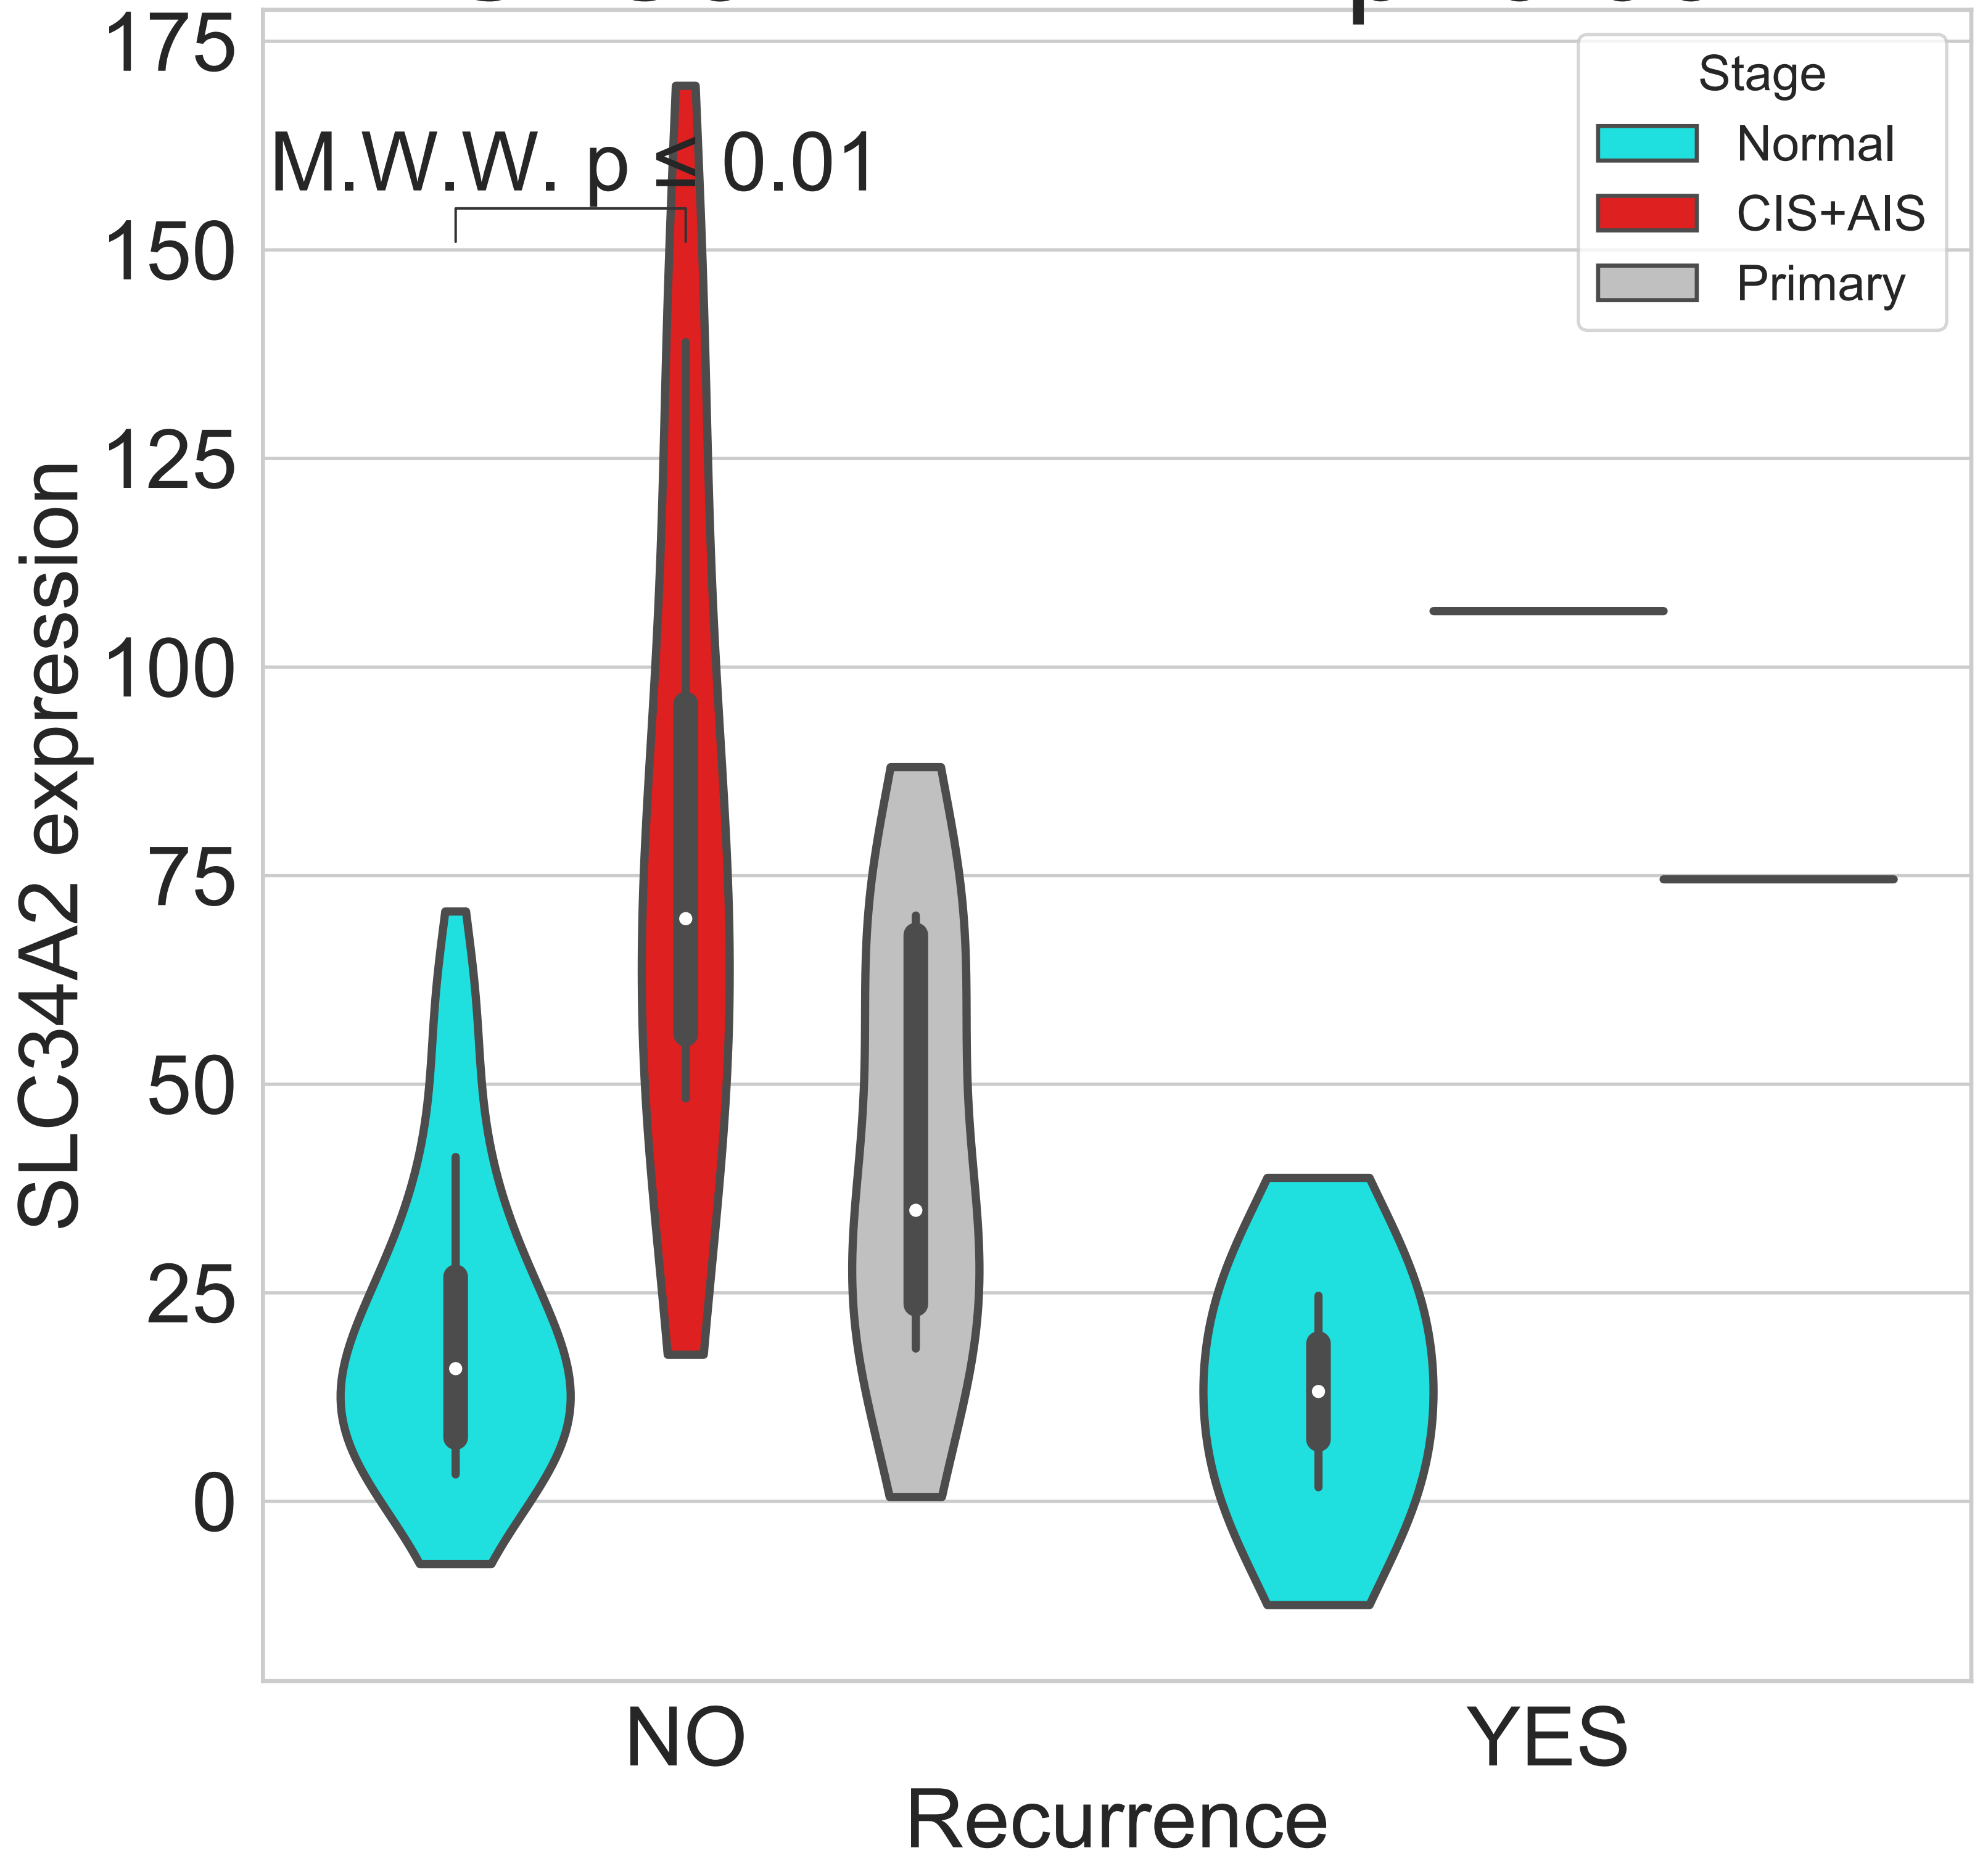 175
150
125
100
75
50
25
0
SLC34A2 expression
M.W.W. p ≤ 0.01
Stage
Normal
CIS+AIS
Primary
NO
YES
Recurrence